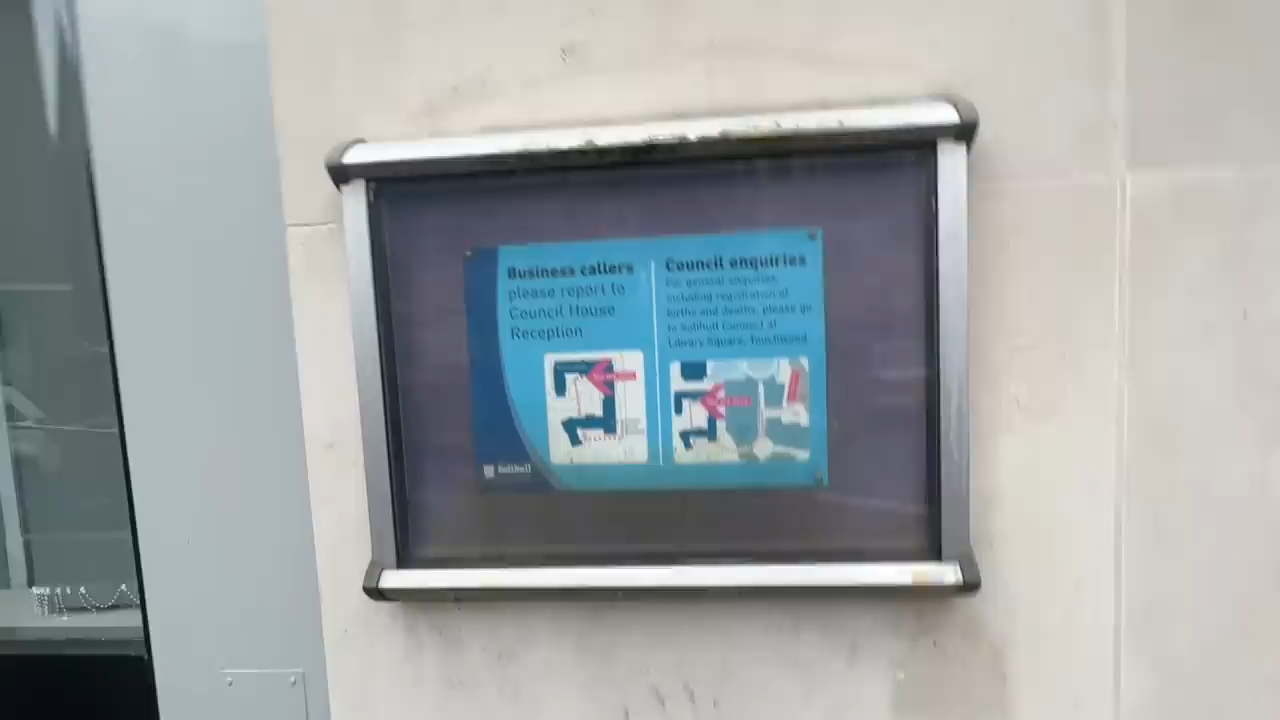 Business callers
please report to
Council House
Reception
Council enquiries
For general enquiries,
including registration of
births and deaths, please go
to Solihull Connect at
Library Square, Touchwood
Solihull